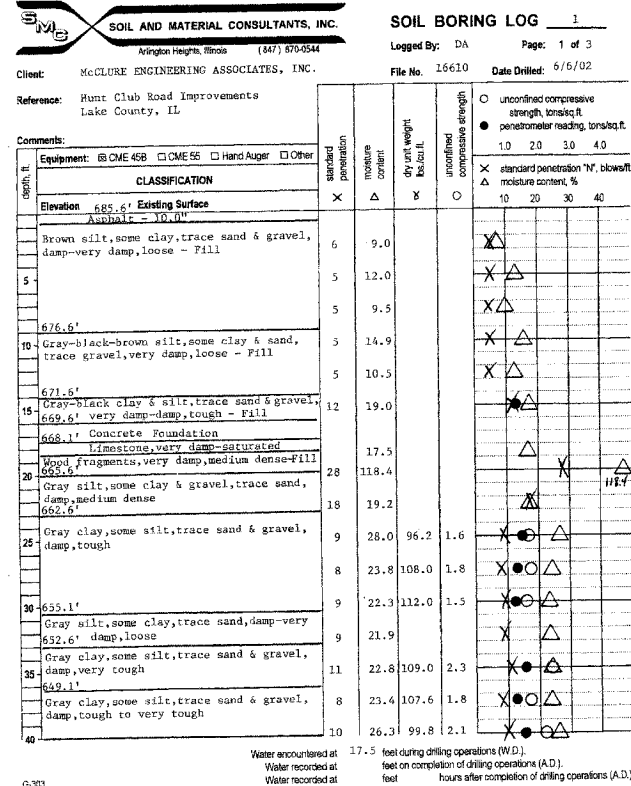 SMC SOIL AND MATERIAL CONSULTANTS, INC.
Arlington Heights, Illinois (847) 870-0544
SOIL BORING LOG 1
Logged By: DA Page: 1 of 3
File No. 16610 Date Drilled: 6/6/02
Client: McCLURE ENGINEERING ASSOCIATES, INC.
Reference: Hunt Club Road Improvements
Lake County, IL
Comments:
Equipment: ☒ CME 45B ☐ CME 55 ☐ Hand Auger ☐ Other
depth, ft.
CLASSIFICATION
standard penetration
moisture content
dry unit weight lbs./cu.ft.
unconfined compressive strength
X △ ɣ O
O unconfined compressive
strength, tons/sq.ft.
● penetrometer reading, tons/sq.ft.
1.0 2.0 3.0 4.0
X standard penetration "N", blows/ft
△ moisture content, %
10 20 30 40
Elevation 685.6' Existing Surface
Asphalt - 10.0"
Brown silt,some clay,trace sand & gravel, 6 9.0
damp-very damp,loose - Fill
5 5 12.0
5 9.5
676.6'
10 Gray-black-brown silt,some clay & sand, 5 14.9
trace gravel,very damp,loose - Fill
5 10.5
671.6'
15 Gray-black clay & silt,trace sand & gravel, 12 19.0
669.6' very damp-damp,tough - Fill
668.1' Concrete Foundation
Limestone,very damp-saturated 17.5
Wood fragments,very damp,medium dense-Fill
665.6' 28 118.4
118.4
20 Gray silt,some clay & gravel,trace sand,
damp,medium dense 18 19.2
662.6'
Gray clay,some silt,trace sand & gravel, 9 28.0 96.2 1.6
25 damp,tough
8 23.8 108.0 1.8
30 655.1' 9 22.3 112.0 1.5
Gray silt,some clay,trace sand,damp-very
652.6' damp,loose 9 21.9
Gray clay,some silt,trace sand & gravel,
damp,very tough 11 22.8 109.0 2.3
35
649.1'
Gray clay,some silt,trace sand & gravel, 8 23.4 107.6 1.8
damp,tough to very tough
40 10 26.3 99.8 2.1
Water encountered at 17.5 feet during drilling operations (W.D.).
Water recorded at feet on completion of drilling operations (A.D.).
Water recorded at feet hours after completion of drilling operations (A.D.)
G-303